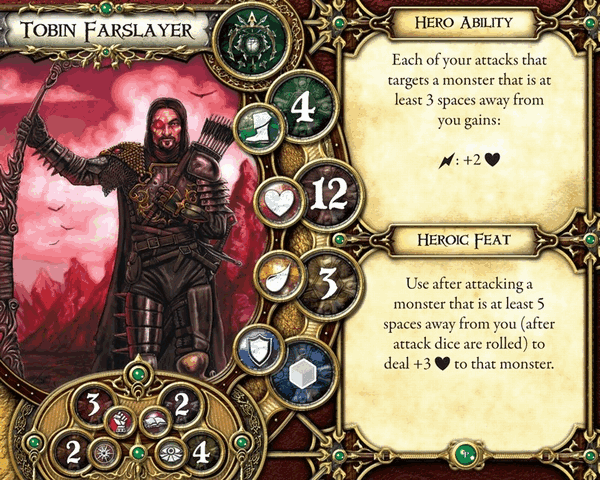 Tobin Farslayer
4
12
3
3 2
2 4
Hero Ability
Each of your attacks that
targets a monster that is at
least 3 spaces away from
you gains:
: +2
Heroic Feat
Use after attacking a
monster that is at least 5
spaces away from you (after
attack dice are rolled) to
deal +3 to that monster.